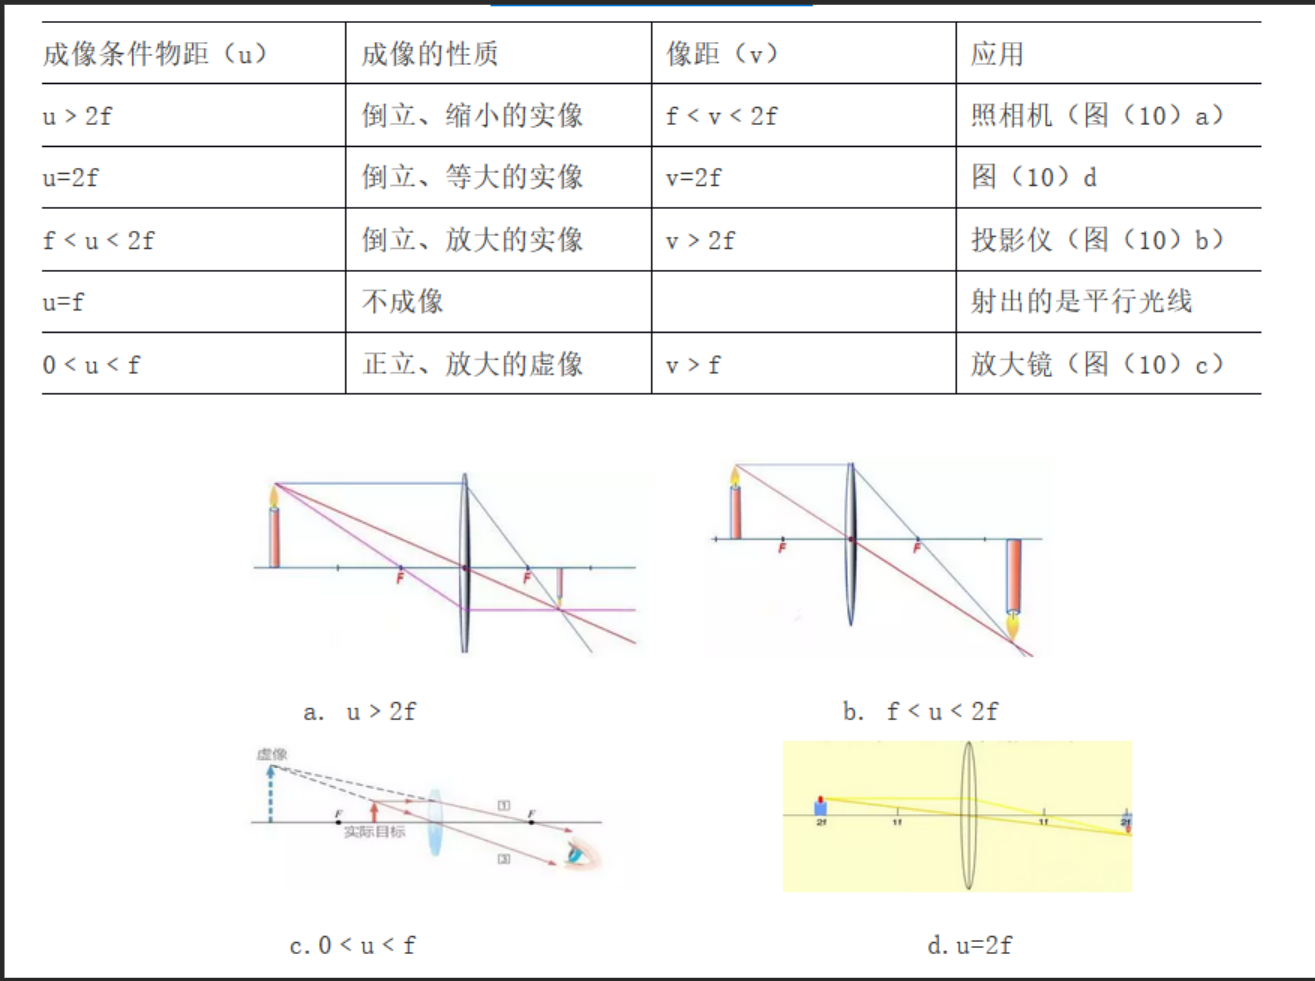 成像条件物距（u） 成像的性质 像距（v） 应用
u＞2f 倒立、缩小的实像 f＜v＜2f 照相机（图（10）a）
u=2f 倒立、等大的实像 v=2f 图（10）d
f＜u＜2f 倒立、放大的实像 v＞2f 投影仪（图（10）b）
u=f 不成像 射出的是平行光线
0＜u＜f 正立、放大的虚像 v＞f 放大镜（图（10）c）
F F
F F
a. u＞2f b. f＜u＜2f
虚像
F 1 F
实际目标
3
2f 1f 1f 2f
c.0＜u＜f d.u=2f